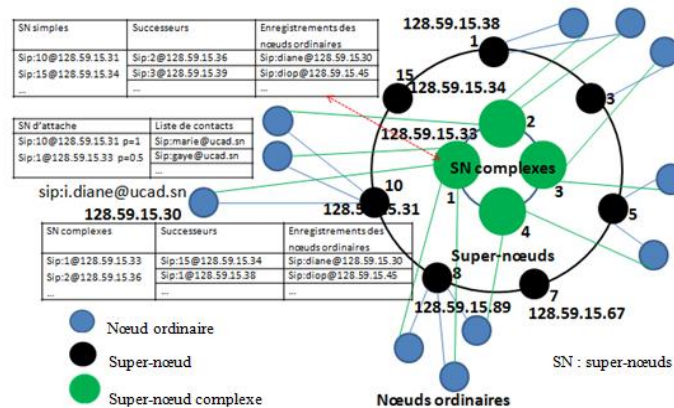 SN simples
Successeurs
Enregistrements des nœuds ordinaires
Sip:10@128.59.15.31
Sip:2@128.59.15.36
Sip:diane@128.59.15.30
Sip:15@128.59.15.34
Sip:3@128.59.15.39
Sip:diop@128.59.15.45
...
...
...
SN d'attache
Liste de contacts
Sip:10@128.59.15.31 p=1
Sip:marie@ucad.sn
Sip:1@128.59.15.33 p=0.5
Sip:gaye@ucad.sn
...
sip:i.diane@ucad.sn
128.59.15.30
SN complexes
Successeurs
Enregistrements des nœuds ordinaires
Sip:1@128.59.15.33
Sip:15@128.59.15.34
Sip:diane@128.59.15.30
Sip:2@128.59.15.36
Sip:1@128.59.15.38
Sip:diop@128.59.15.45
...
...
...
128.59.15.38
1
15
128.59.15.34
3
128.59.15.33
2
SN complexes
10
1
3
128.59.15.31
4
5
Super-nœuds
8
7
128.59.15.89
128.59.15.67
Nœud ordinaire
Super-nœud
Super-nœud complexe
SN : super-nœuds
Nœuds ordinaires